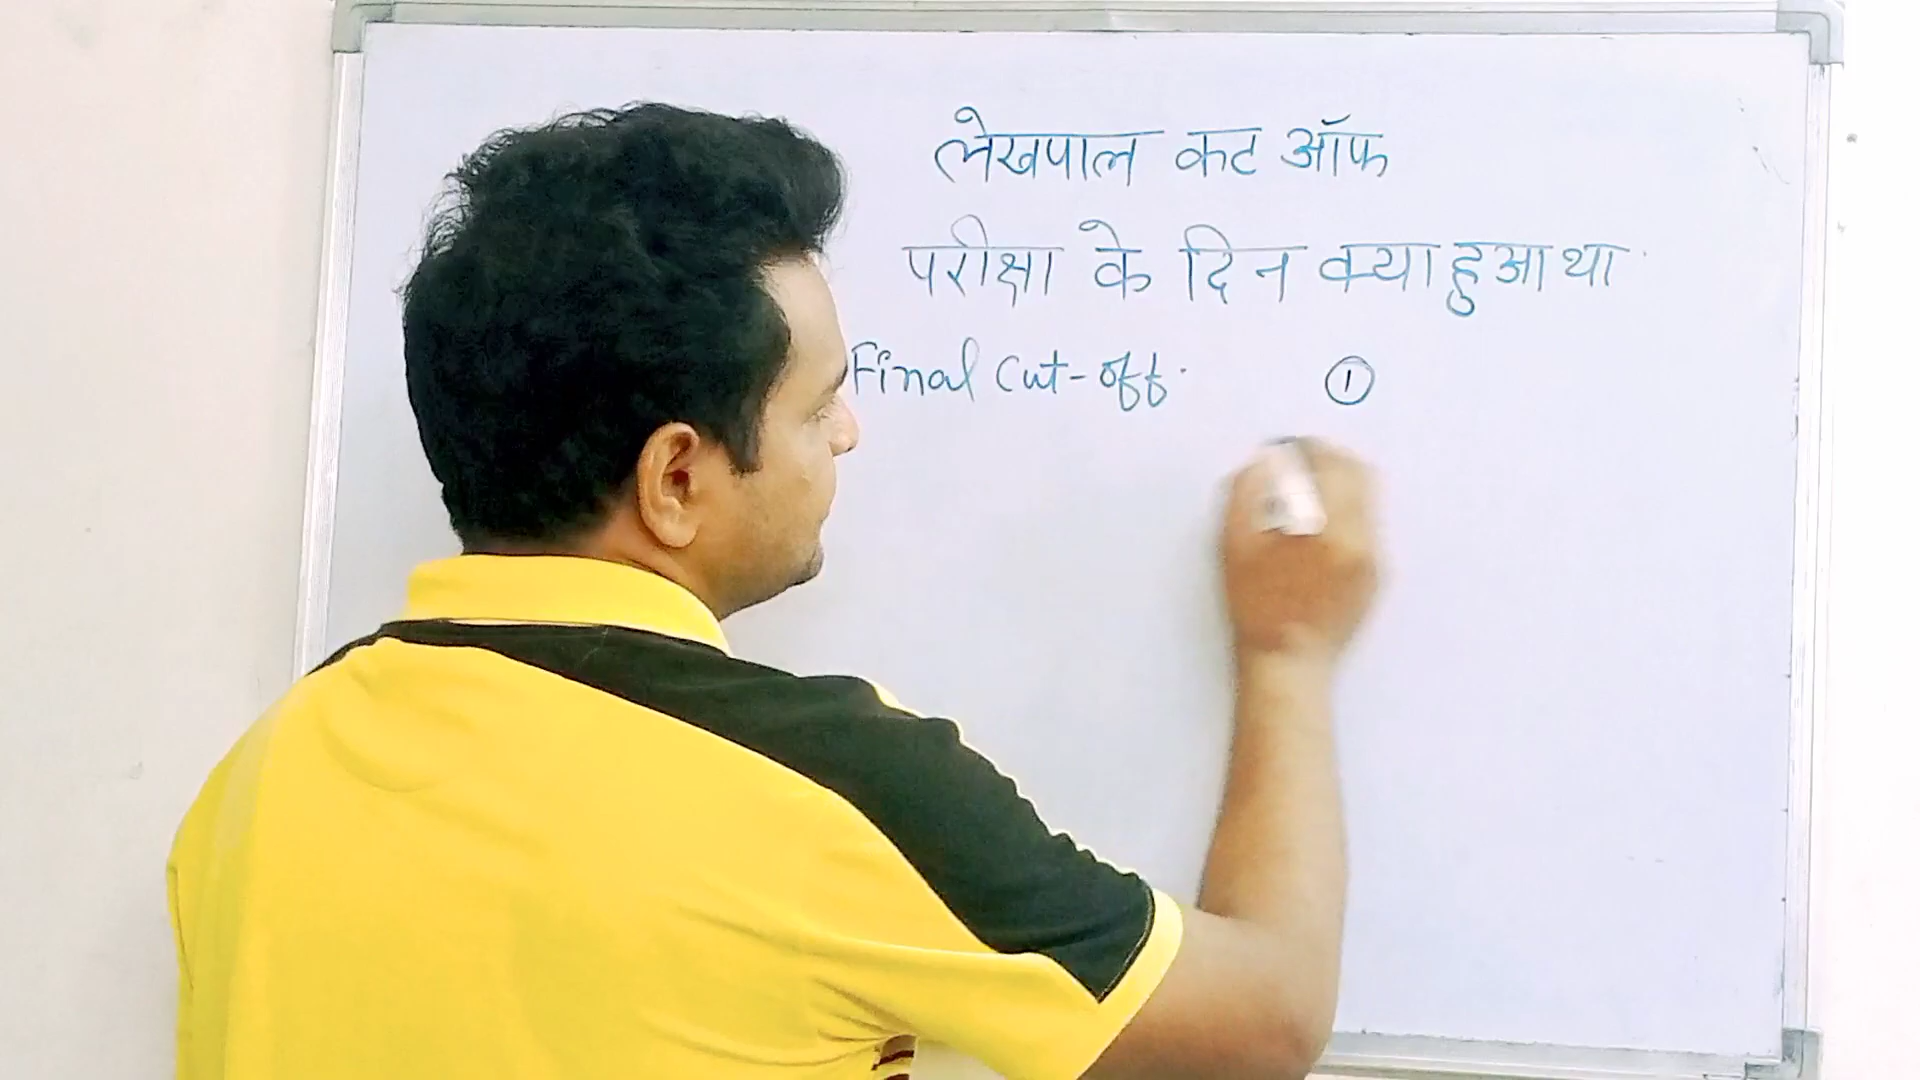 लेखपाल कट ऑफ
परीक्षा के दिन क्या हुआ था
Final Cut-off. ①